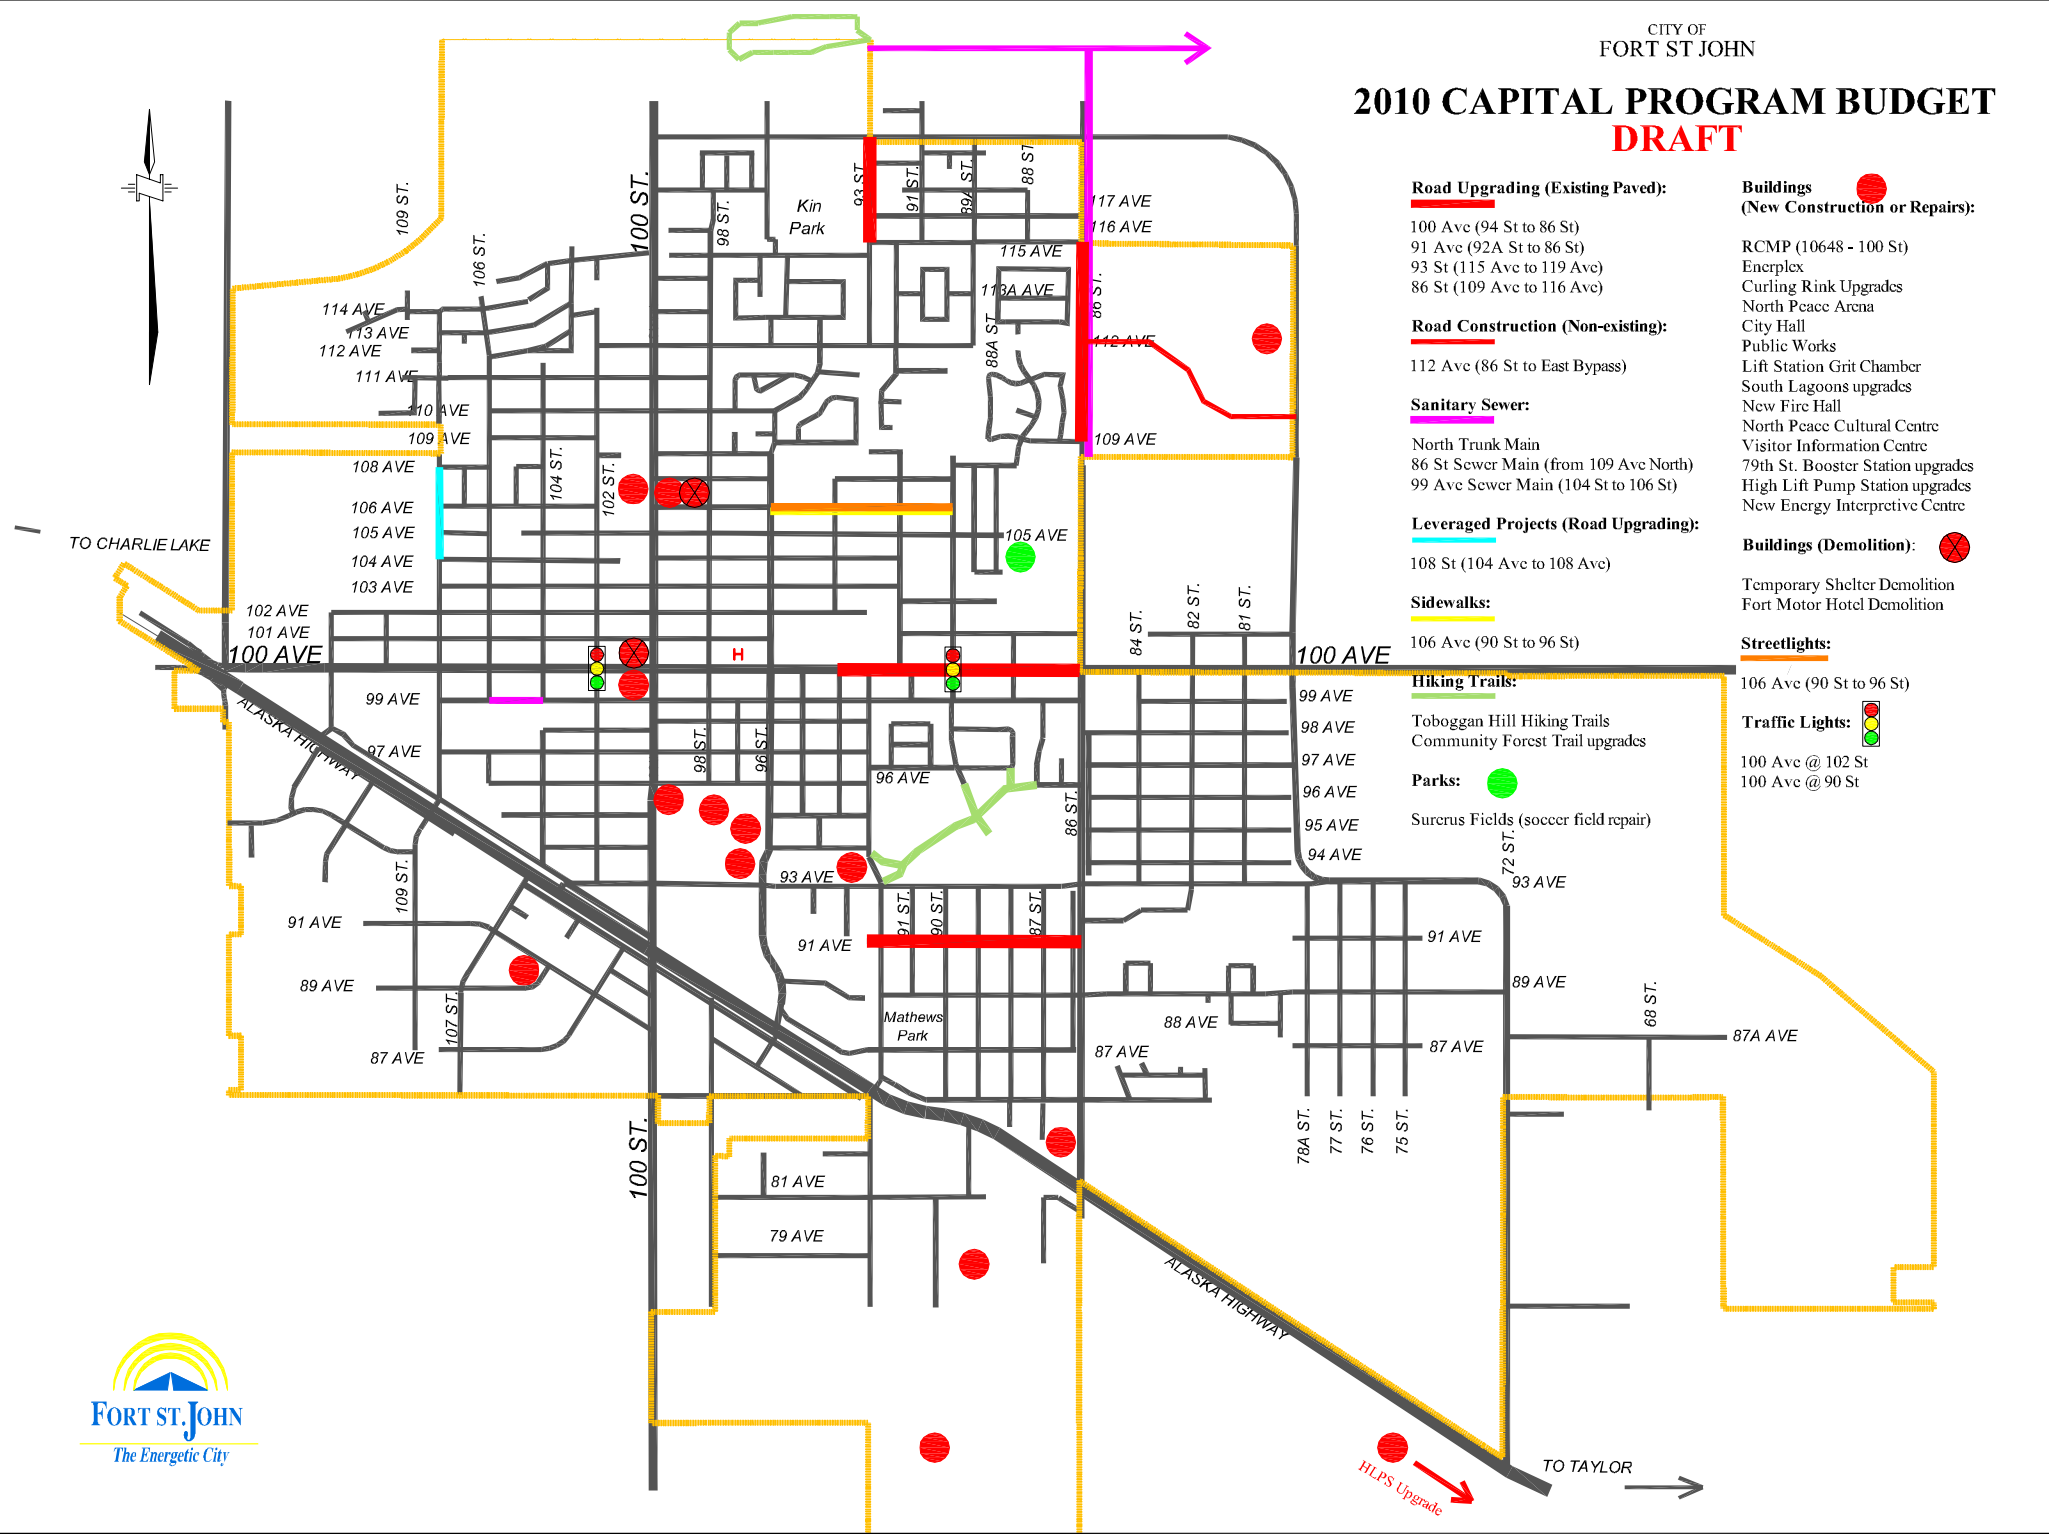 CITY OF
FORT ST JOHN
2010 CAPITAL PROGRAM BUDGET
DRAFT
Road Upgrading (Existing Paved):
100 Ave (94 St to 86 St)
91 Ave (92A St to 86 St)
93 St (115 Ave to 119 Ave)
86 St (109 Ave to 116 Ave)
Road Construction (Non-existing):
112 Ave (86 St to East Bypass)
Sanitary Sewer:
North Trunk Main
86 St Sewer Main (from 109 Ave North)
99 Ave Sewer Main (104 St to 106 St)
Leveraged Projects (Road Upgrading):
108 St (104 Ave to 108 Ave)
Sidewalks:
106 Ave (90 St to 96 St)
Hiking Trails:
Toboggan Hill Hiking Trails
Community Forest Trail upgrades
Parks:
Surerus Fields (soccer field repair)
Buildings
(New Construction or Repairs):
RCMP (10648 - 100 St)
Enerplex
Curling Rink Upgrades
North Peace Arena
City Hall
Public Works
Lift Station Grit Chamber
South Lagoons upgrades
New Fire Hall
North Peace Cultural Centre
Visitor Information Centre
79th St. Booster Station upgrades
High Lift Pump Station upgrades
New Energy Interpretive Centre
Buildings (Demolition):
Temporary Shelter Demolition
Fort Motor Hotel Demolition
Streetlights:
106 Ave (90 St to 96 St)
Traffic Lights:
100 Ave @ 102 St
100 Ave @ 90 St
109 ST.
106 ST.
100 ST.
98 ST.
Kin
Park
93 ST.
91 ST.
89A ST.
88 ST
117 AVE
116 AVE
115 AVE
113A AVE
86 ST.
88A ST
112 AVE
109 AVE
114 AVE
113 AVE
112 AVE
111 AVE
110 AVE
109 AVE
108 AVE
106 AVE
105 AVE
104 AVE
103 AVE
102 AVE
101 AVE
100 AVE
104 ST.
102 ST.
105 AVE
TO CHARLIE LAKE
H
84 ST.
82 ST.
81 ST.
100 AVE
99 AVE
97 AVE
ALASKA HIGHWAY
98 ST.
96 ST.
96 AVE
86 ST.
99 AVE
98 AVE
97 AVE
96 AVE
95 AVE
94 AVE
72 ST.
93 AVE
93 AVE
109 ST.
91 AVE
89 AVE
107 ST.
87 AVE
91 AVE
91 ST.
90 ST.
87 ST.
Mathews
Park
91 AVE
89 AVE
88 AVE
87 AVE
87 AVE
68 ST.
87A AVE
78A ST.
77 ST.
76 ST.
75 ST.
100 ST.
81 AVE
79 AVE
ALASKA HIGHWAY
HLPS Upgrade
TO TAYLOR
FORT ST. JOHN
The Energetic City